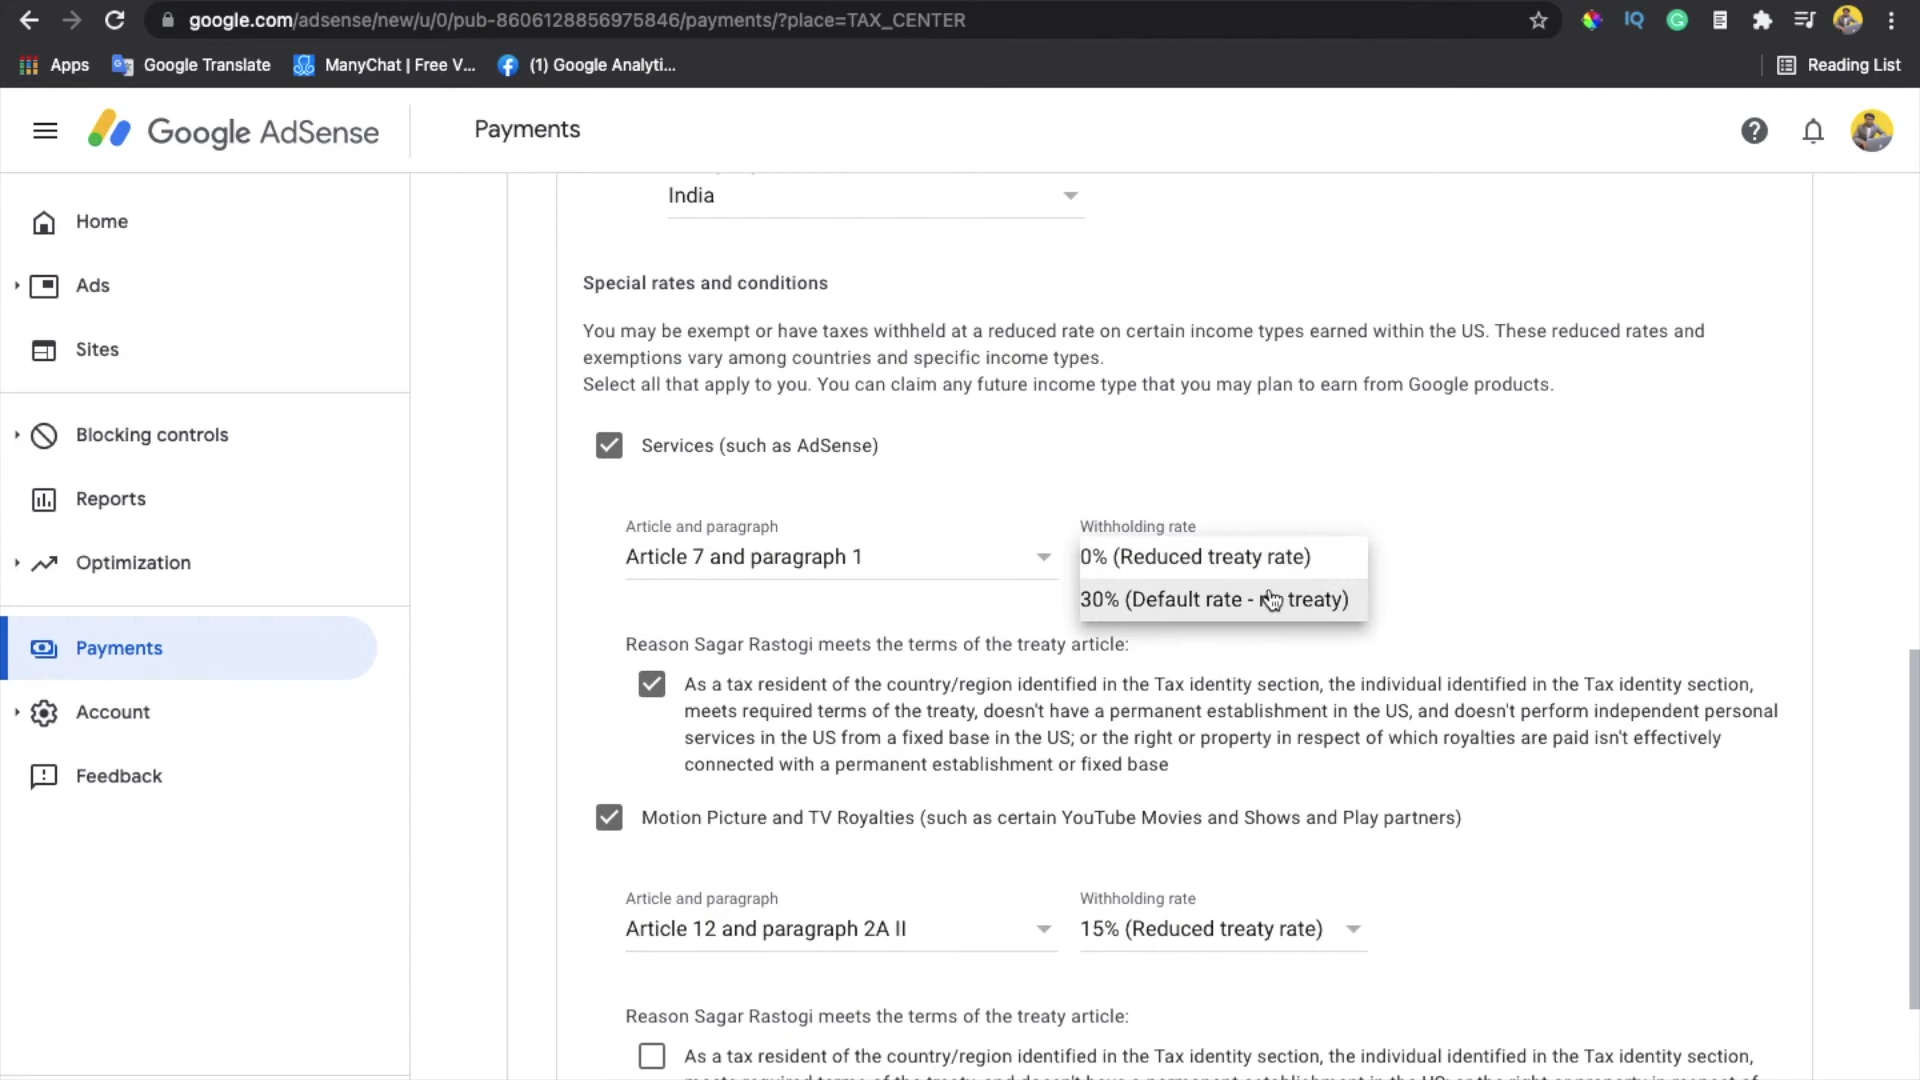 google.com/adsense/new/u/0/pub-8606128856975846/payments/?place=TAX_CENTER
Apps
Google Translate
ManyChat | Free V...
(1) Google Analyti...
Reading List
Google AdSense
Payments
Home
Ads
Sites
Blocking controls
Reports
Optimization
Payments
Account
Feedback
India
Special rates and conditions
You may be exempt or have taxes withheld at a reduced rate on certain income types earned within the US. These reduced rates and
exemptions vary among countries and specific income types.
Select all that apply to you. You can claim any future income type that you may plan to earn from Google products.
Services (such as AdSense)
Article and paragraph
Article 7 and paragraph 1
Withholding rate
0% (Reduced treaty rate)
30% (Default rate - treaty)
Reason Sagar Rastogi meets the terms of the treaty article:
As a tax resident of the country/region identified in the Tax identity section, the individual identified in the Tax identity section,
meets required terms of the treaty, doesn't have a permanent establishment in the US, and doesn't perform independent personal
services in the US from a fixed base in the US; or the right or property in respect of which royalties are paid isn't effectively
connected with a permanent establishment or fixed base
Motion Picture and TV Royalties (such as certain YouTube Movies and Shows and Play partners)
Article and paragraph
Article 12 and paragraph 2A II
Withholding rate
15% (Reduced treaty rate)
Reason Sagar Rastogi meets the terms of the treaty article:
As a tax resident of the country/region identified in the Tax identity section, the individual identified in the Tax identity section,